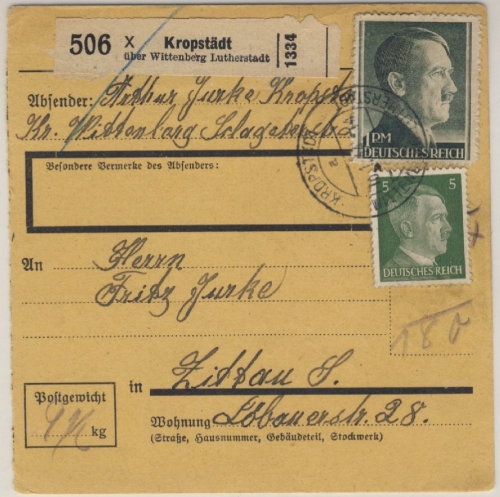 506 X Kropstädt
über Wittenberg Lutherstadt
1334
1 RM
DEUTSCHES REICH
Absender: Arthur Jurke Kropstädt
Kr. Wittenberg
KROPSTÄDT
Besondere Vermerke des Absenders:
5 5
DEUTSCHES REICH
An Herrn
Fritz Jurke
180
in Zittau S.
Postgewicht
kg
Wohnung Löbauerstr. 28.
(Straße, Hausnummer, Gebäudeteil, Stockwerk)